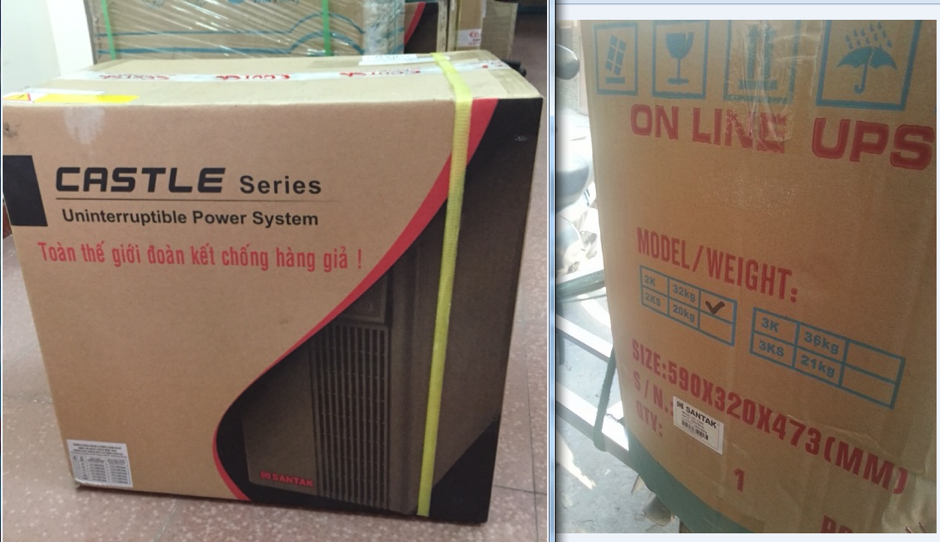 CASTLE Series
Uninterruptible Power System
Toàn thế giới đoàn kết chống hàng giả !
SANTAK
ON LINE UPS
MODEL/WEIGHT:
2K 32kg ✓
2KS 20kg
3K 36kg
3KS 21kg
SIZE:590X320X473(MM)
S/N:
SANTAK
QTY:
1